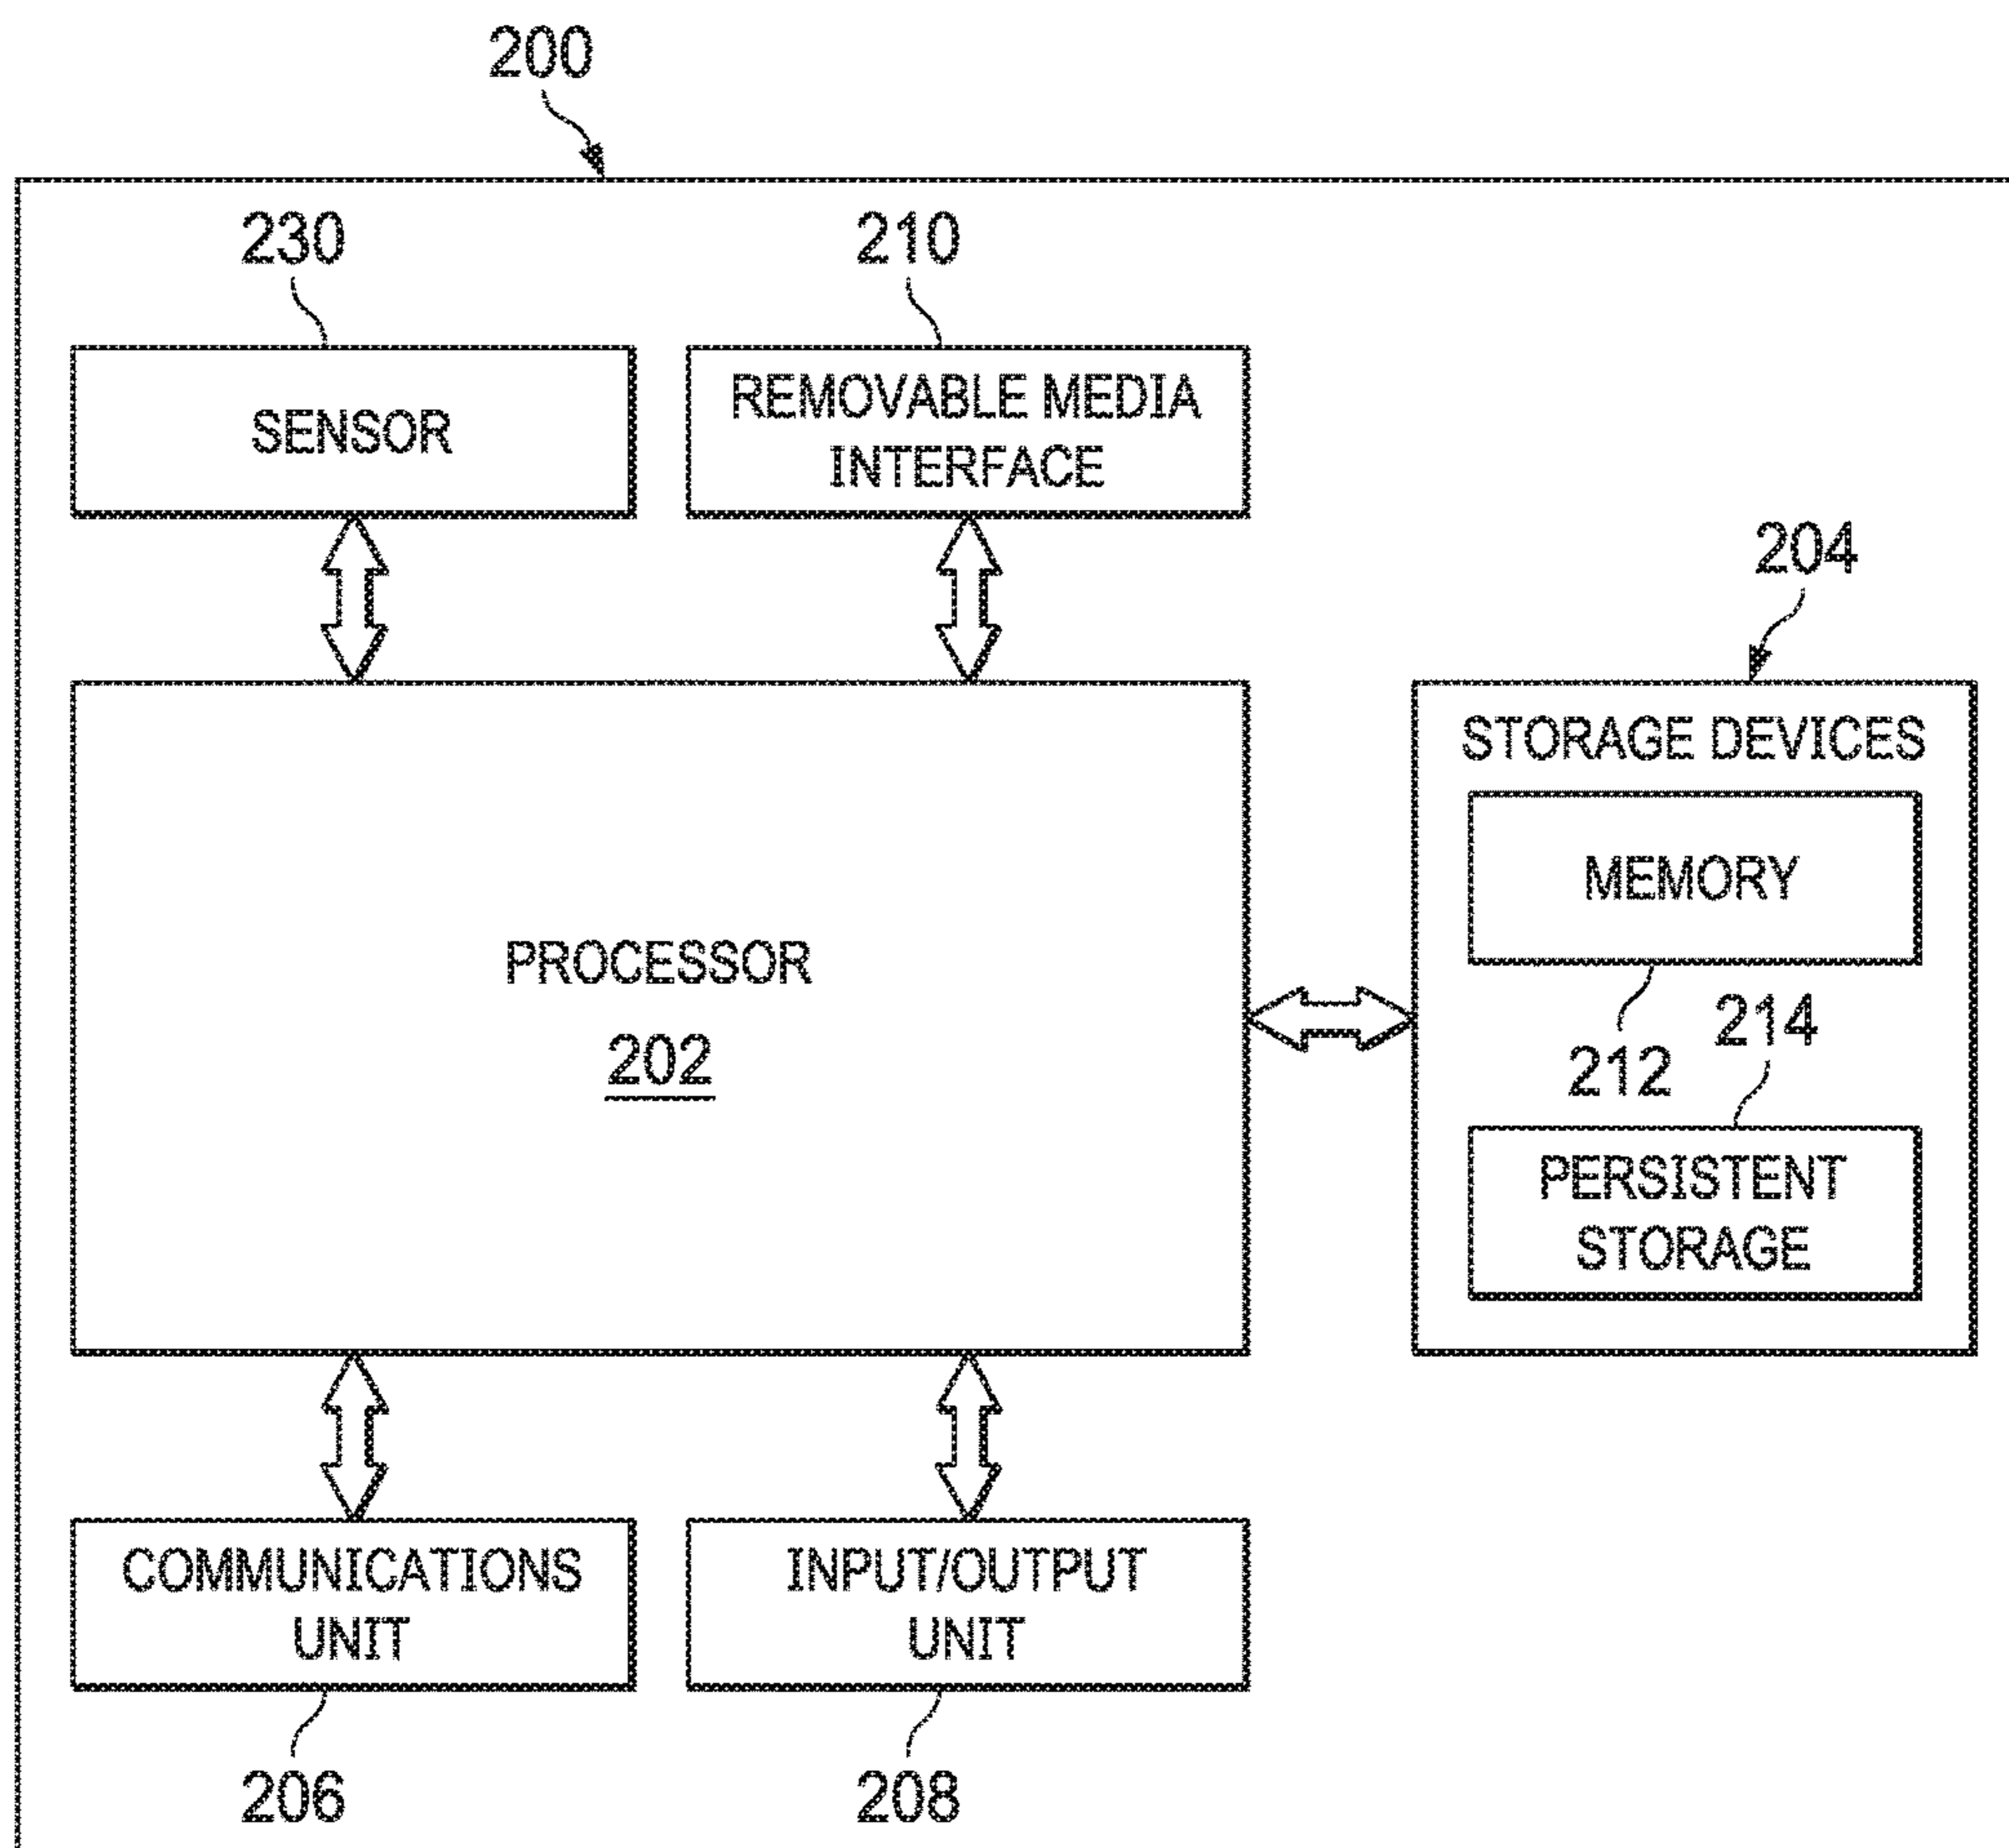 200
230
210
SENSOR
REMOVABLE MEDIA
INTERFACE
204
STORAGE DEVICES
MEMORY
PROCESSOR
202
212
214
PERSISTENT
STORAGE
COMMUNICATIONS
UNIT
INPUT/OUTPUT
UNIT
206
208